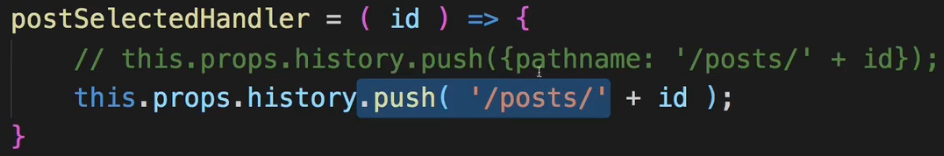 postSelectedHandler = ( id ) => {
// this.props.history.push({pathname: '/posts/' + id});
this.props.history.push( '/posts/' + id );
}